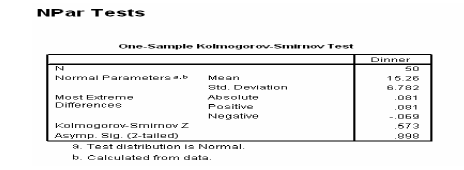 NPar Tests
One-Sample Kolmogorov-Smirnov Test
Dinner
N 50
Normal Parameters a,b Mean 15.26
Std. Deviation 6.782
Most Extreme Differences Absolute .081
Positive .081
Negative -.069
Kolmogorov-Smirnov Z .573
Asymp. Sig. (2-tailed) .898
a. Test distribution is Normal.
b. Calculated from data.